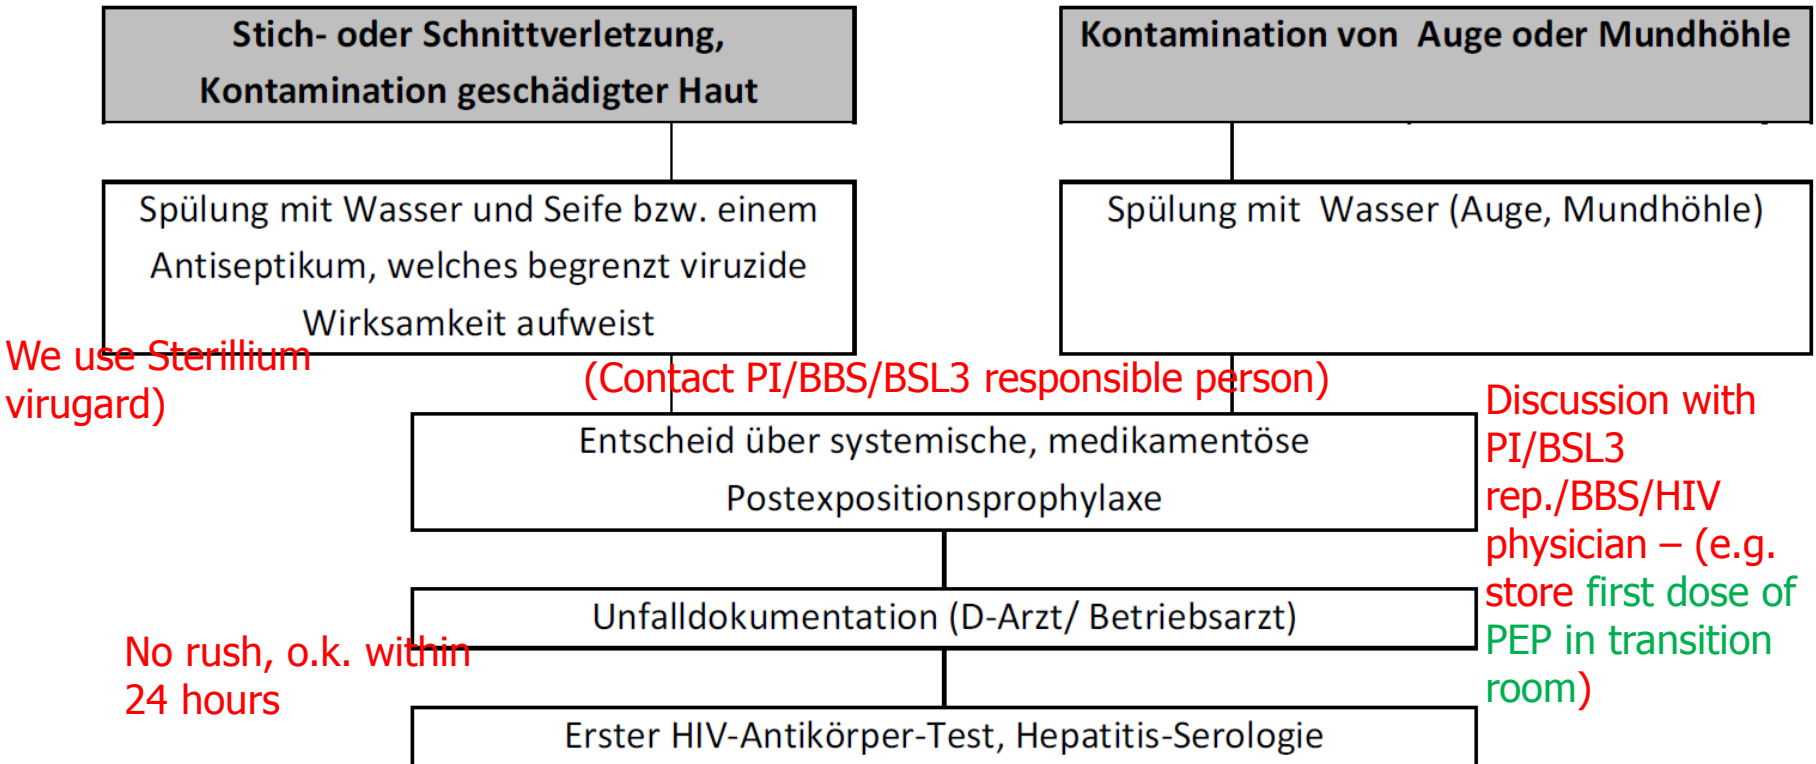 Stich- oder Schnittverletzung,
Kontamination geschädigter Haut
Kontamination von Auge oder Mundhöhle
Spülung mit Wasser und Seife bzw. einem
Antiseptikum, welches begrenzt viruzide
Wirksamkeit aufweist
Spülung mit Wasser (Auge, Mundhöhle)
We use Sterillium
virugard)
(Contact PI/BBS/BSL3 responsible person)
Entscheid über systemische, medikamentöse
Postexpositionsprophylaxe
Discussion with
PI/BSL3
rep./BBS/HIV
physician – (e.g.
store first dose of
PEP in transition
room)
Unfalldokumentation (D-Arzt/ Betriebsarzt)
No rush, o.k. within
24 hours
Erster HIV-Antikörper-Test, Hepatitis-Serologie